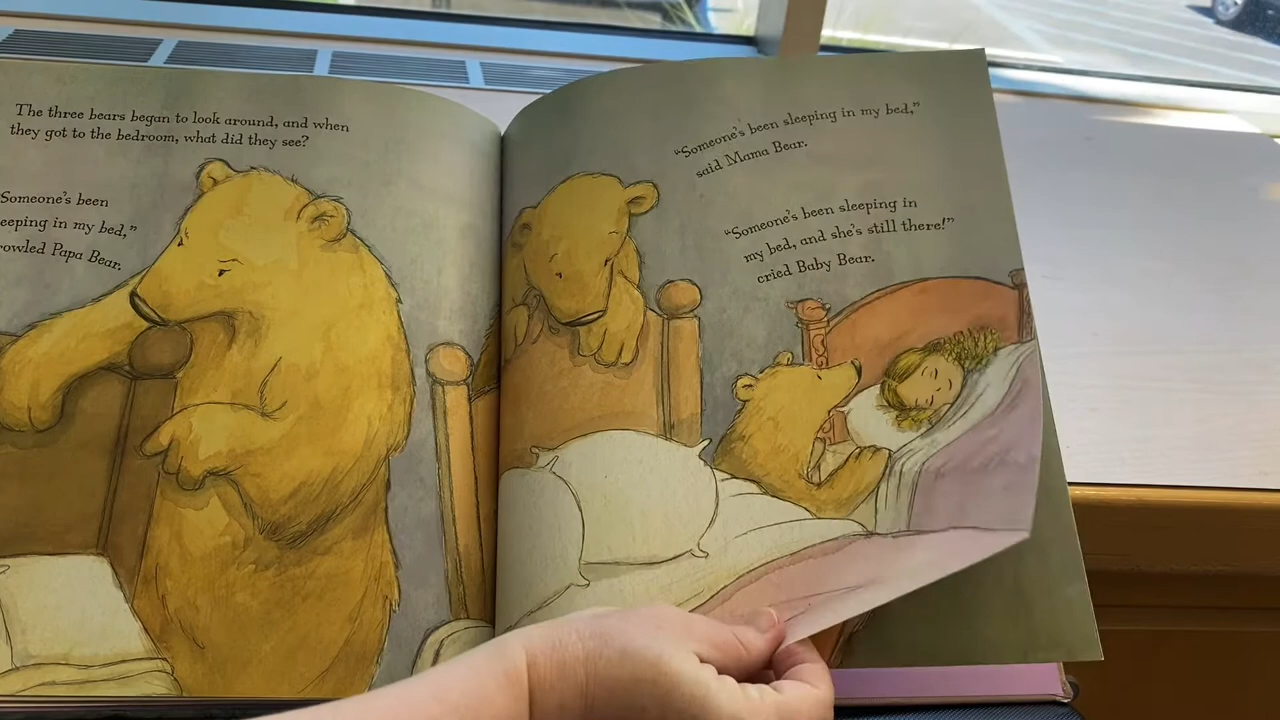 The three bears began to look around, and when
they got to the bedroom, what did they see?
Someone's been
eeping in my bed,”
owled Papa Bear.
“Someone's been sleeping in my bed,”
said Mama Bear.
“Someone's been sleeping in
my bed, and she's still there!”
cried Baby Bear.